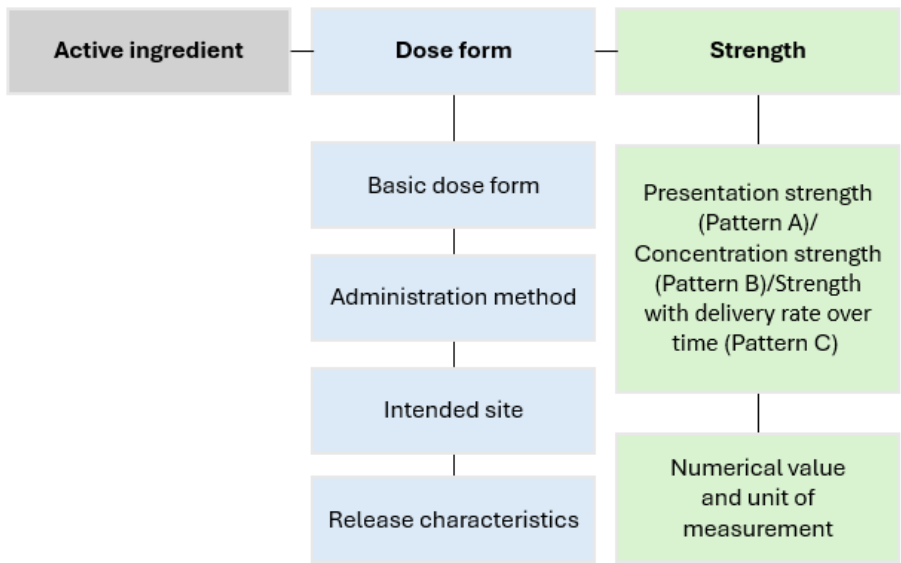 Active ingredient
Dose form
Strength
Basic dose form
Administration method
Intended site
Release characteristics
Presentation strength
(Pattern A)/
Concentration strength
(Pattern B)/Strength
with delivery rate over
time (Pattern C)
Numerical value
and unit of
measurement